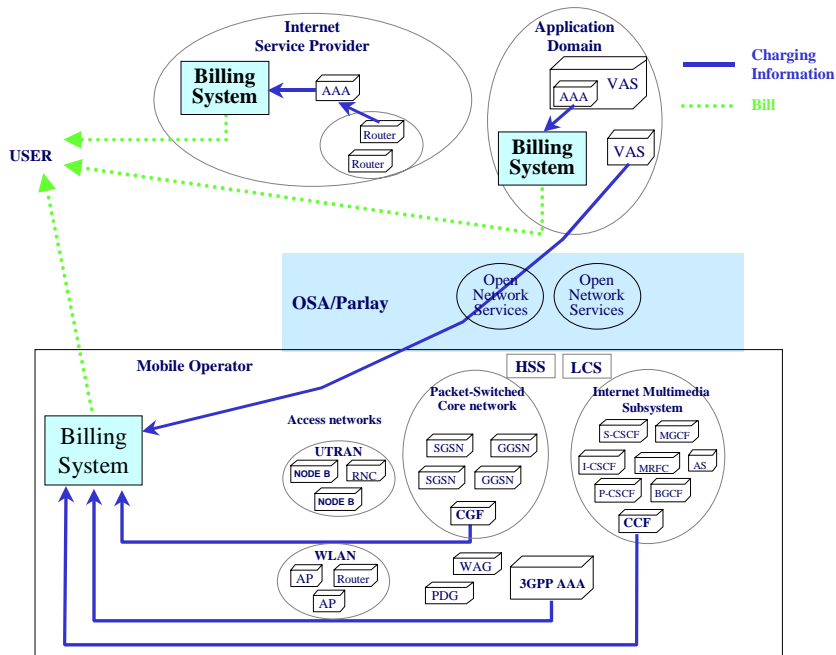 Internet
Service Provider
Billing
System
AAA
Router
Router
Application
Domain
VAS
AAA
Billing
System
VAS
Charging
Information
Bill
USER
OSA/Parlay
Open
Network
Services
Open
Network
Services
Mobile Operator
HSS
LCS
Billing
System
Access networks
UTRAN
NODE B
RNC
NODE B
Packet-Switched
Core network
SGSN
GGSN
SGSN
GGSN
CGF
Internet Multimedia
Subsystem
S-CSCF
MGCF
I-CSCF
MRFC
AS
P-CSCF
BGCF
CCF
WLAN
AP
Router
AP
WAG
PDG
3GPP AAA